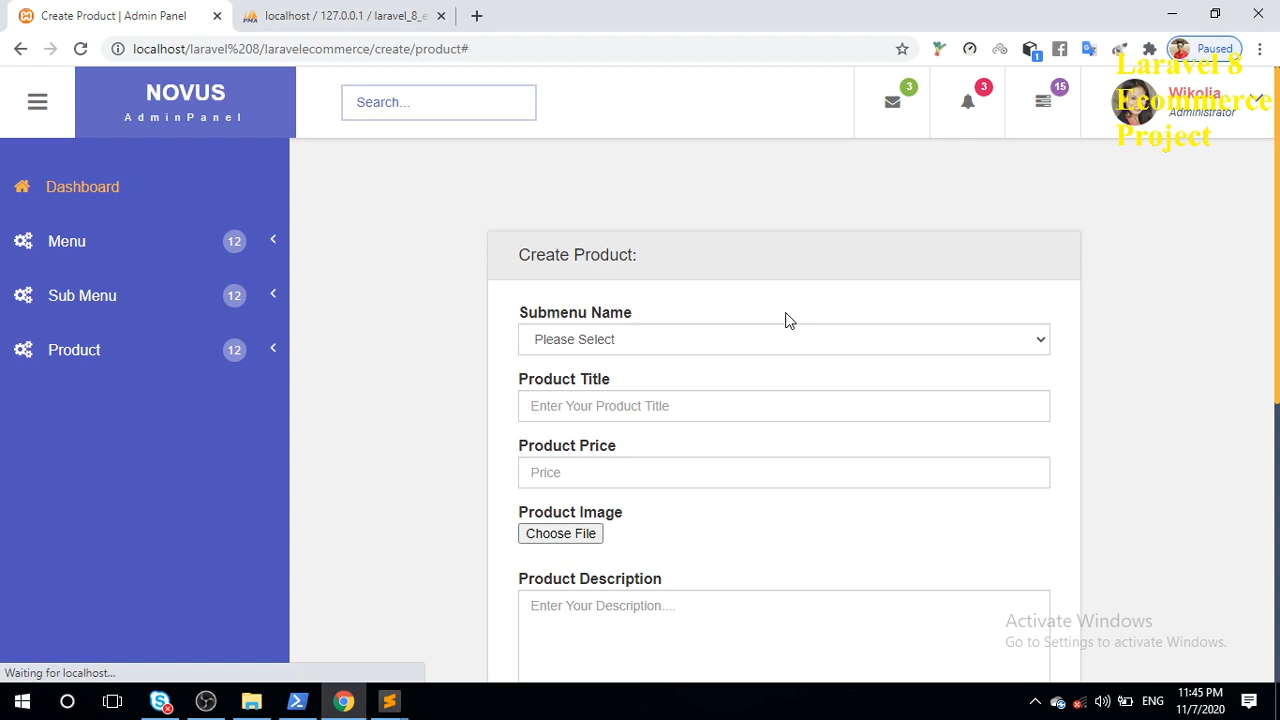 Create Product | Admin Panel
localhost / 127.0.0.1 / laravel_8_e
localhost/laravel%208/laravelecommerce/create/product#
1
Paused
Laravel 8
Ecommerce
Project
NOVUS
AdminPanel
Search...
3
3
15
Wikolia
Administrator
Dashboard
Menu
12
Sub Menu
12
Product
12
Create Product:
Submenu Name
Please Select
Product Title
Enter Your Product Title
Product Price
Price
Product Image
Choose File
Product Description
Enter Your Description....
Activate Windows
Go to Settings to activate Windows.
Waiting for localhost...
ENG
11:45 PM
11/7/2020